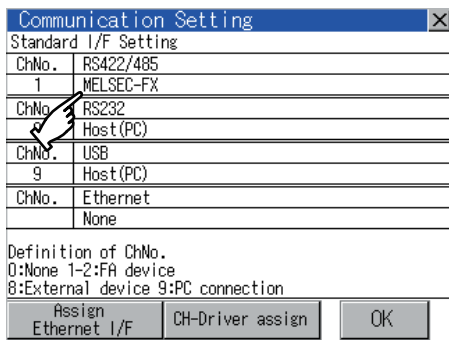 Communication Setting
Standard I/F Setting
ChNo. RS422/485
1 MELSEC-FX
ChNo. RS232
Host(PC)
ChNo. USB
9 Host(PC)
ChNo. Ethernet
None
Definition of ChNo.
0:None 1-2:FA device
8:External device 9:PC connection
Assign
Ethernet I/F
CH-Driver assign
OK